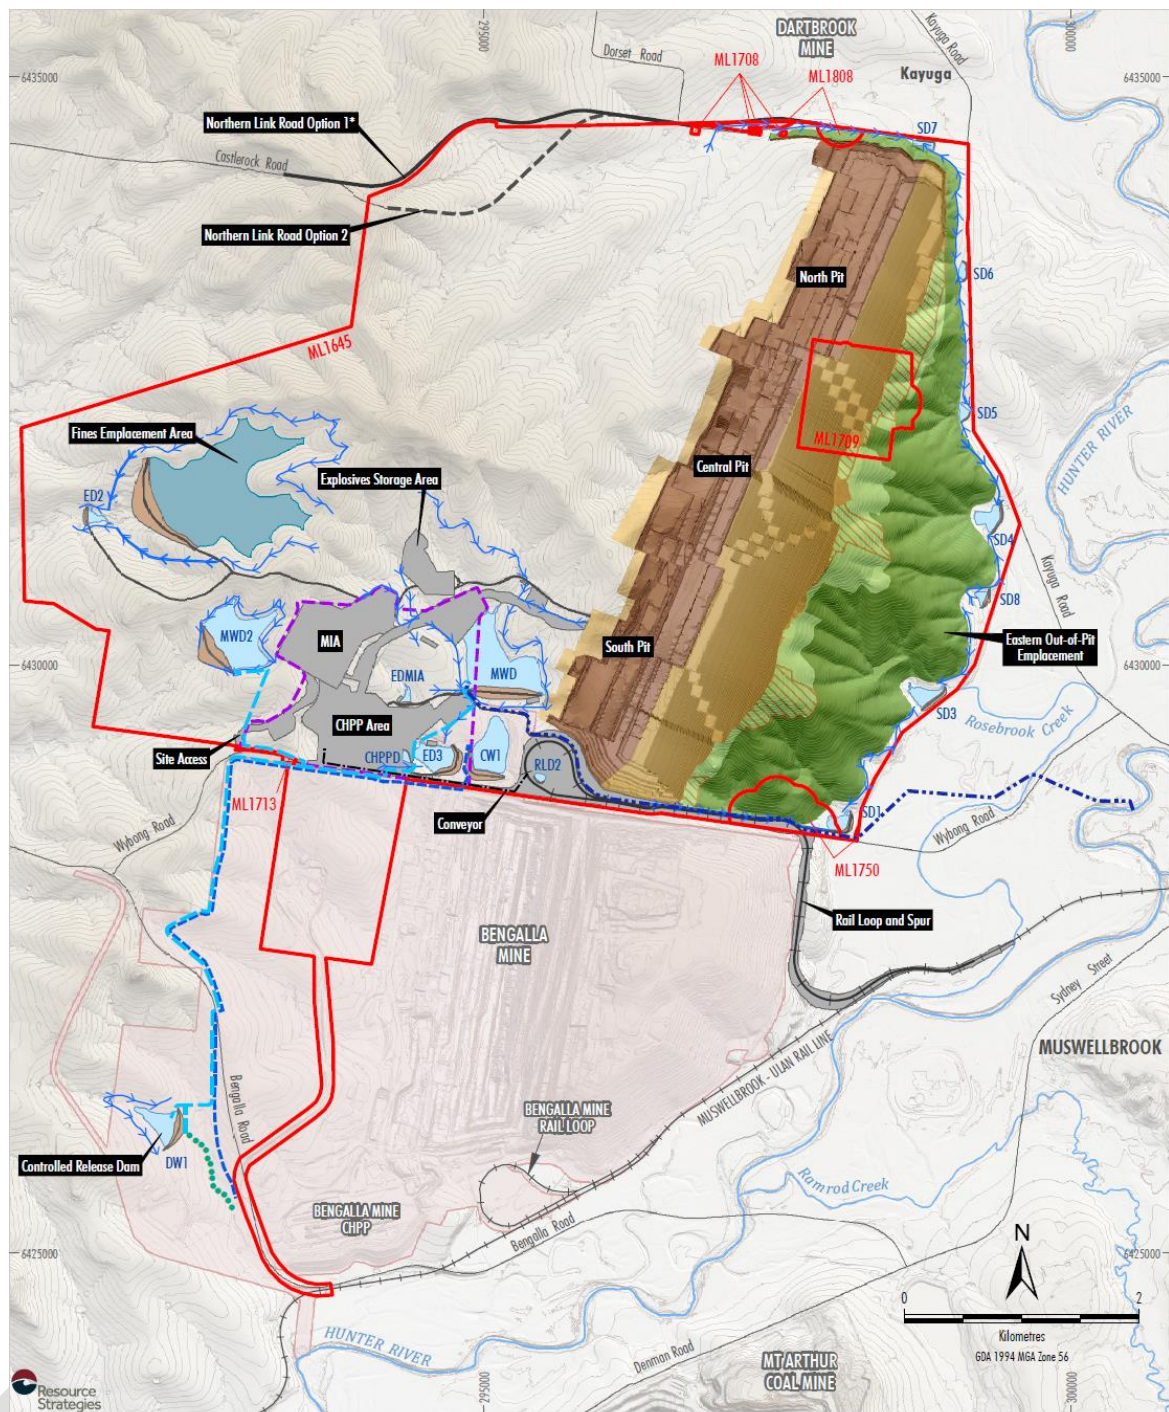 295000
300000
DARTBROOK
MINE
Kayuga Road
Dorset Road
ML1708
ML1808
Kayuga
6435000
6435000
Northern Link Road Option 1*
SD7
Castlerock Road
Northern Link Road Option 2
North Pit
SD6
ML1645
SD5
Fines Emplacement Area
ML1709
HUNTER RIVER
Central Pit
Explosives Storage Area
ED2
SD4
Kayuga Road
SD8
MWD2
MIA
South Pit
Eastern Out-of-Pit
Emplacement
6430000
6430000
EDMIA
MWD
SD3
Rosebrook Creek
CHPP Area
Site Access
CHPPD
ED3
CW1
RLD2
ML1713
Conveyor
SD1
Wybong Road
Wybong Road
ML1750
Rail Loop and Spur
BENGALLA
MINE
Sydney Street
MUSWELLBROOK
MUSWELLBROOK - ULAN RAIL LINE
Bengalla Road
BENGALLA MINE
RAIL LOOP
Controlled Release Dam
DW1
Ramrod Creek
BENGALLA MINE
CHPP
Bengalla Road
N
6425000
6425000
0
2
Kilometres
GDA 1994 MGA Zone 56
HUNTER RIVER
Denman Road
MT ARTHUR
COAL MINE
Resource
Strategies
295000
300000